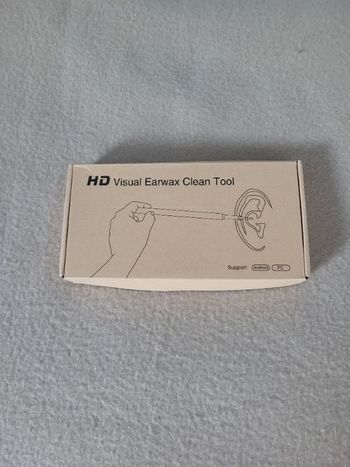 HD Visual Earwax Clean Tool
Support: Android PC